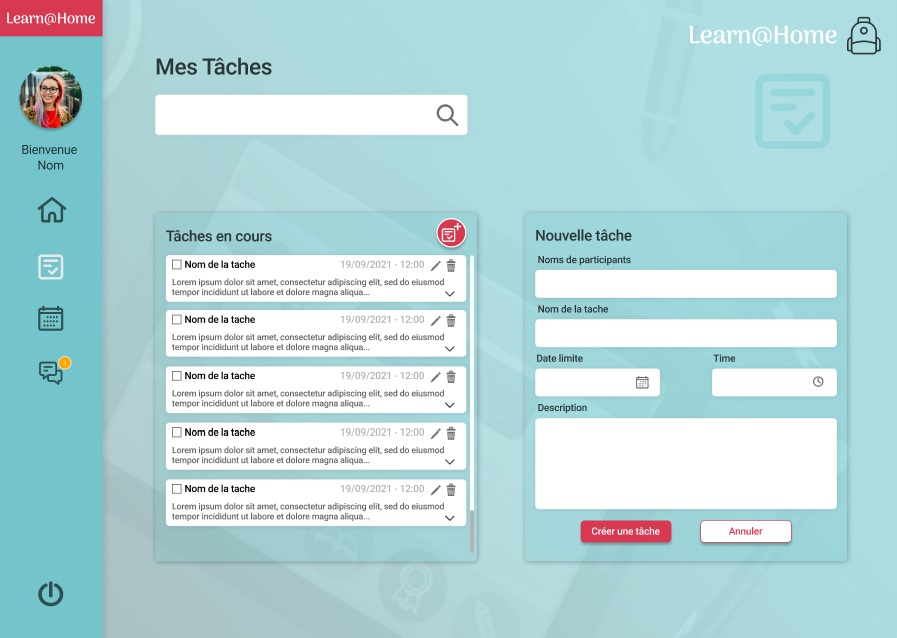 Learn@Home
Learn@Home
Bienvenue
Nom
Mes Tâches
Tâches en cours
Nom de la tache 19/09/2021 - 12:00
Lorem ipsum dolor sit amet, consectetur adipiscing elit, sed do eiusmod
tempor incididunt ut labore et dolore magna aliqua...
Nom de la tache 19/09/2021 - 12:00
Lorem ipsum dolor sit amet, consectetur adipiscing elit, sed do eiusmod
tempor incididunt ut labore et dolore magna aliqua...
Nom de la tache 19/09/2021 - 12:00
Lorem ipsum dolor sit amet, consectetur adipiscing elit, sed do eiusmod
tempor incididunt ut labore et dolore magna aliqua...
Nom de la tache 19/09/2021 - 12:00
Lorem ipsum dolor sit amet, consectetur adipiscing elit, sed do eiusmod
tempor incididunt ut labore et dolore magna aliqua...
Nom de la tache 19/09/2021 - 12:00
Lorem ipsum dolor sit amet, consectetur adipiscing elit, sed do eiusmod
tempor incididunt ut labore et dolore magna aliqua...
Nouvelle tâche
Noms de participants
Nom de la tache
Date limite Time
Description
Créer une tâche Annuler